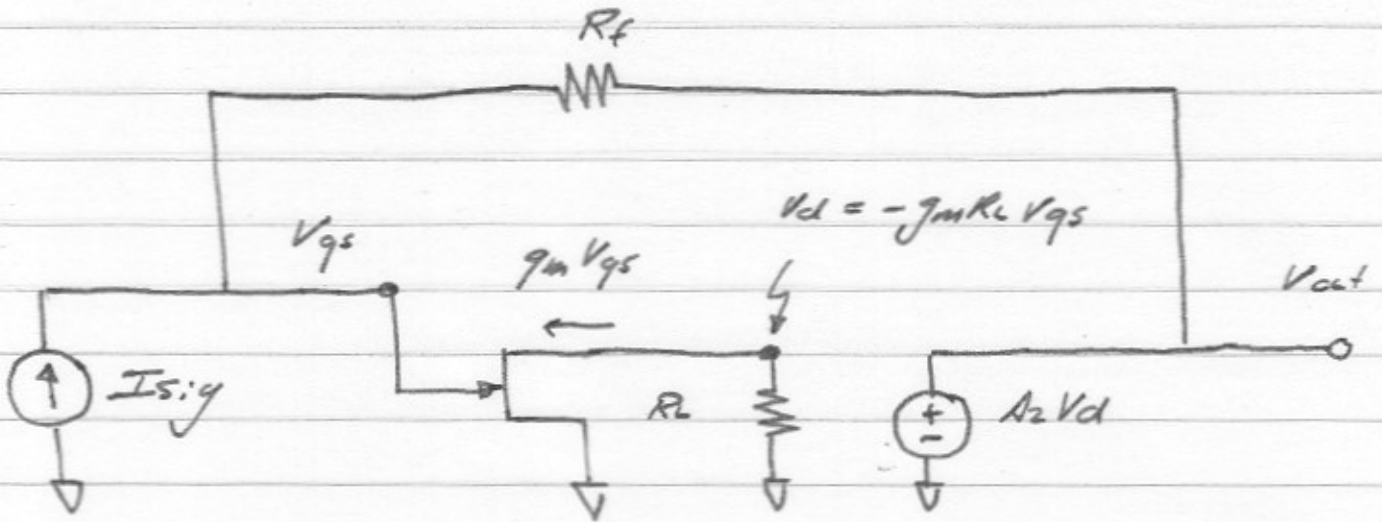 Rf
Vd = -gmRL Vgs
Vgs
gm Vgs
Vout
Isig
RL
+
-
A2 Vd